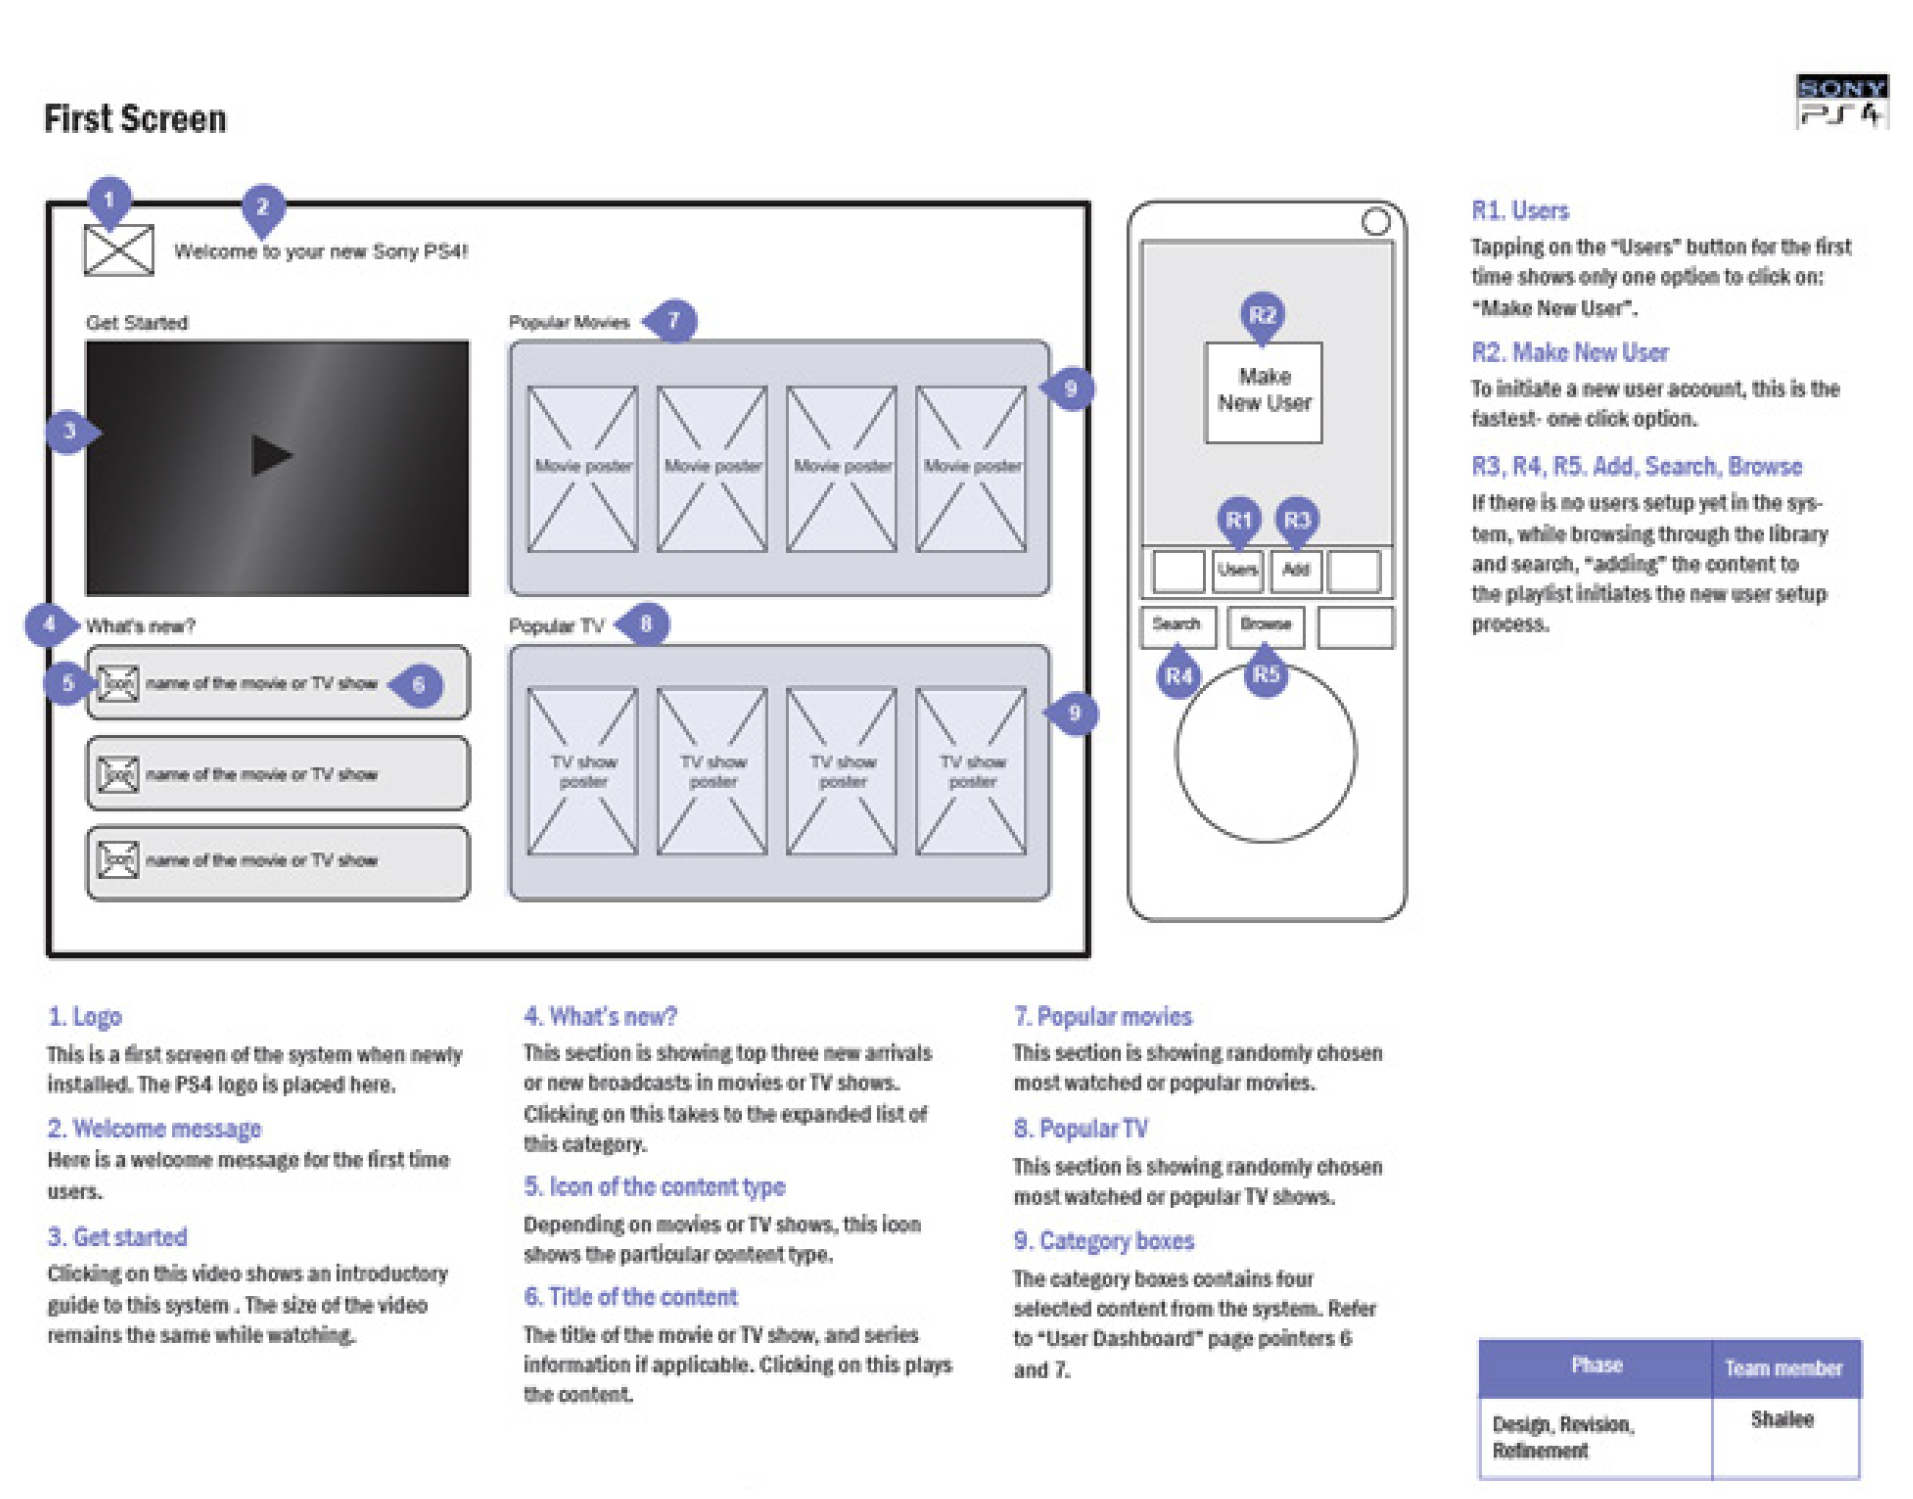 First Screen
SONY
PS4
1
2
Welcome to your new Sony PS4!
Get Started
3
Popular Movies
7
9
Movie poster
Movie poster
Movie poster
Movie poster
4
What's new?
5
icon
name of the movie or TV show
6
icon
name of the movie or TV show
icon
name of the movie or TV show
Popular TV
8
9
TV show
poster
TV show
poster
TV show
poster
TV show
poster
R2
Make
New User
R1
R3
Users
Add
Search
Browse
R4
R5
R1. Users
Tapping on the "Users" button for the first
time shows only one option to click on:
"Make New User".
R2. Make New User
To initiate a new user account, this is the
fastest- one click option.
R3, R4, R5. Add, Search, Browse
If there is no users setup yet in the sys-
tem, while browsing through the library
and search, "adding" the content to
the playlist initiates the new user setup
process.
1. Logo
This is a first screen of the system when newly
installed. The PS4 logo is placed here.
2. Welcome message
Here is a welcome message for the first time
users.
3. Get started
Clicking on this video shows an introductory
guide to this system . The size of the video
remains the same while watching.
4. What's new?
This section is showing top three new arrivals
or new broadcasts in movies or TV shows.
Clicking on this takes to the expanded list of
this category.
5. Icon of the content type
Depending on movies or TV shows, this icon
shows the particular content type.
6. Title of the content
The title of the movie or TV show, and series
information if applicable. Clicking on this plays
the content.
7. Popular movies
This section is showing randomly chosen
most watched or popular movies.
8. Popular TV
This section is showing randomly chosen
most watched or popular TV shows.
9. Category boxes
The category boxes contains four
selected content from the system. Refer
to "User Dashboard" page pointers 6
and 7.
Phase
Team member
Design, Revision,
Refinement
Shailee